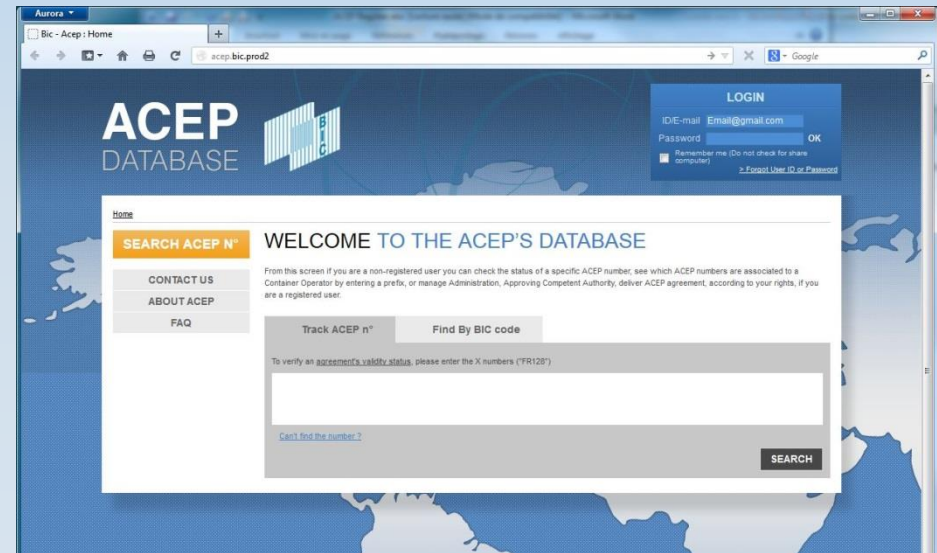 Aurora
Bic - Acep : Home
acep.bic.prod2
Google
ACEP
DATABASE
BIC
LOGIN
ID/E-mail Email@gmail.com
Password OK
Remember me (Do not check for share
computer)
> Forgot User ID or Password
Home
SEARCH ACEP N°
CONTACT US
ABOUT ACEP
FAQ
WELCOME TO THE ACEP'S DATABASE
From this screen if you are a non-registered user you can check the status of a specific ACEP number, see which ACEP numbers are associated to a
Container Operator by entering a prefix, or manage Administration, Approving Competent Authority, deliver ACEP agreement, according to your rights, if you
are a registered user.
Track ACEP n° Find By BIC code
To verify an agreement's validity status, please enter the X numbers ("FR128")
Can't find the number ?
SEARCH